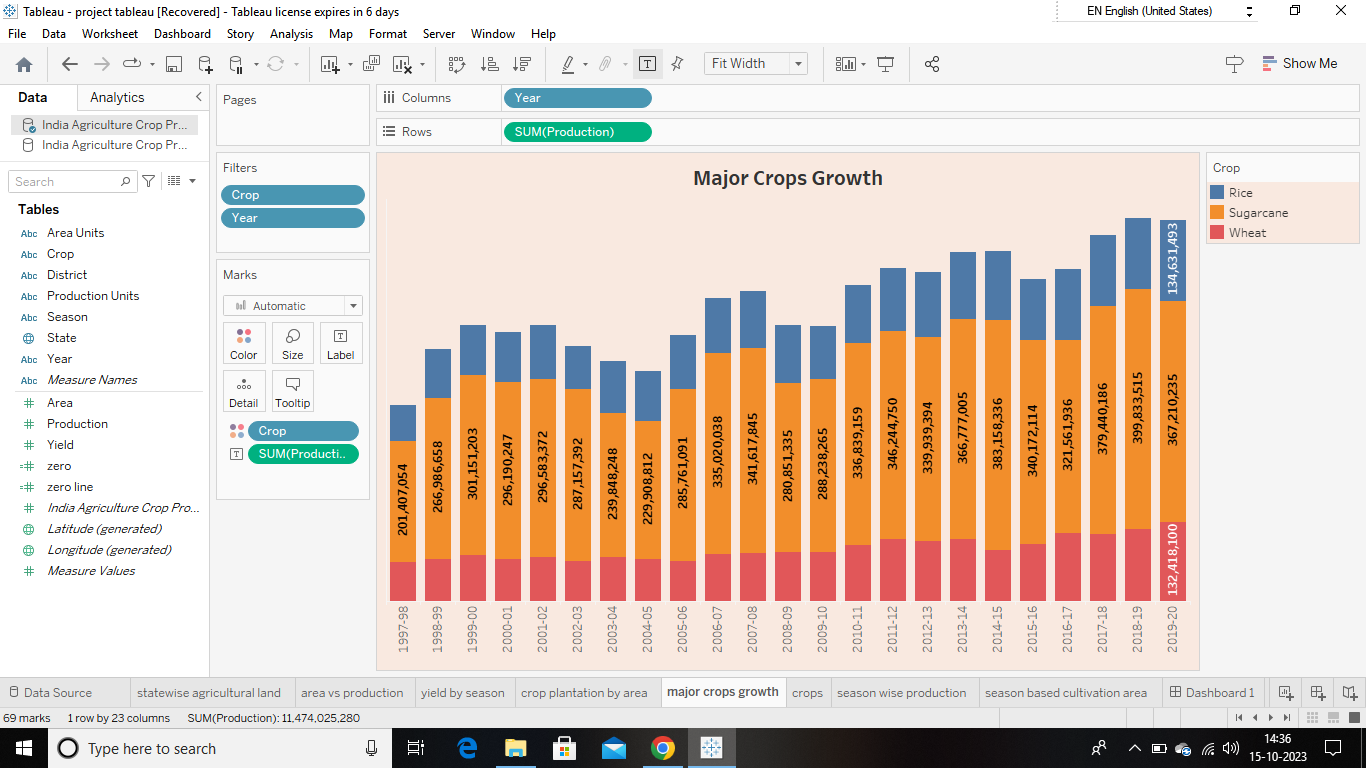 Tableau - project tableau [Recovered] - Tableau license expires in 6 days
EN English (United States)
File Data Worksheet Dashboard Story Analysis Map Format Server Window Help
Fit Width
Show Me
Data Analytics
India Agriculture Crop Pr...
India Agriculture Crop Pr...
Search
Tables
Abc Area Units
Abc Crop
Abc District
Abc Production Units
Abc Season
State
Abc Year
Abc Measure Names
Area
Production
Yield
zero
zero line
India Agriculture Crop Pro...
Latitude (generated)
Longitude (generated)
Measure Values
Pages
Filters
Crop
Year
Marks
Automatic
Color Size Label
Detail Tooltip
Crop
SUM(Producti..
Columns Year
Rows SUM(Production)
Major Crops Growth
201,407,054
266,986,658
301,151,203
296,190,247
296,583,372
287,157,392
239,848,248
229,908,812
285,761,091
335,020,038
341,617,845
280,851,335
288,238,265
336,839,159
346,244,750
339,939,394
366,777,005
383,158,336
340,172,114
321,561,936
379,440,186
399,833,515
134,631,493
367,210,235
132,418,100
1997-98
1998-99
1999-00
2000-01
2001-02
2002-03
2003-04
2004-05
2005-06
2006-07
2007-08
2008-09
2009-10
2010-11
2011-12
2012-13
2013-14
2014-15
2015-16
2016-17
2017-18
2018-19
2019-20
Crop
Rice
Sugarcane
Wheat
Data Source statewise agricultural land area vs production yield by season crop plantation by area major crops growth crops season wise production season based cultivation area Dashboard 1
69 marks 1 row by 23 columns SUM(Production): 11,474,025,280
Type here to search
14:36
15-10-2023